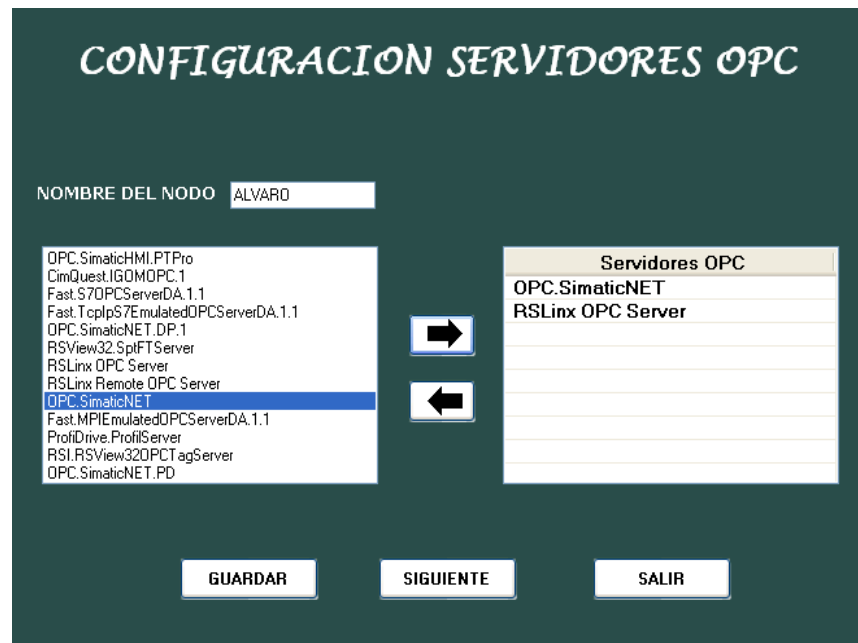 CONFIGURACION SERVIDORES OPC
NOMBRE DEL NODO ALVARO
OPC.SimaticHMI.PTPro
CimQuest.IGOMOPC.1
Fast.S7OPCServerDA.1.1
Fast.TcpIpS7EmulatedOPCServerDA.1.1
OPC.SimaticNET.DP.1
RSView32.SptFTServer
RSLinx OPC Server
RSLinx Remote OPC Server
OPC.SimaticNET
Fast.MPIEmulatedOPCServerDA.1.1
ProfiDrive.ProfilServer
RSI.RSView32OPCTagServer
OPC.SimaticNET.PD
Servidores OPC
OPC.SimaticNET
RSLinx OPC Server
GUARDAR SIGUIENTE SALIR